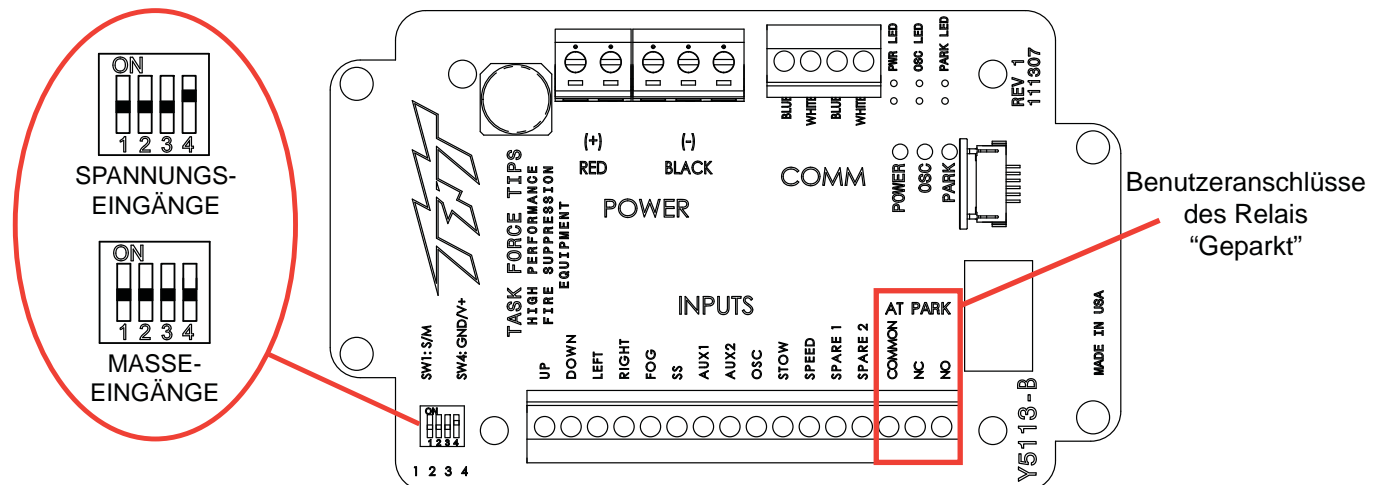 ON
1 2 3 4
SPANNUNGS-
EINGÄNGE
ON
1 2 3 4
MASSE-
EINGÄNGE
TFT
TASK FORCE TIPS
HIGH PERFORMANCE
FIRE SUPPRESSION
EQUIPMENT
SW1: S/M
SW4: GND/V+
ON
1 2 3 4
1 2 3 4
(+)
RED
(-)
BLACK
POWER
BLUE
WHITE
BLUE
WHITE
COMM
PWR LED
OSC LED
PARK LED
POWER
OSC
PARK
REV 1
111307
INPUTS
UP
DOWN
LEFT
RIGHT
FOG
SS
AUX1
AUX2
OSC
STOW
SPEED
SPARE 1
SPARE 2
AT PARK
COMMON
NC
NO
Y5113-B
MADE IN USA
Benutzeranschlüsse
des Relais
“Geparkt”